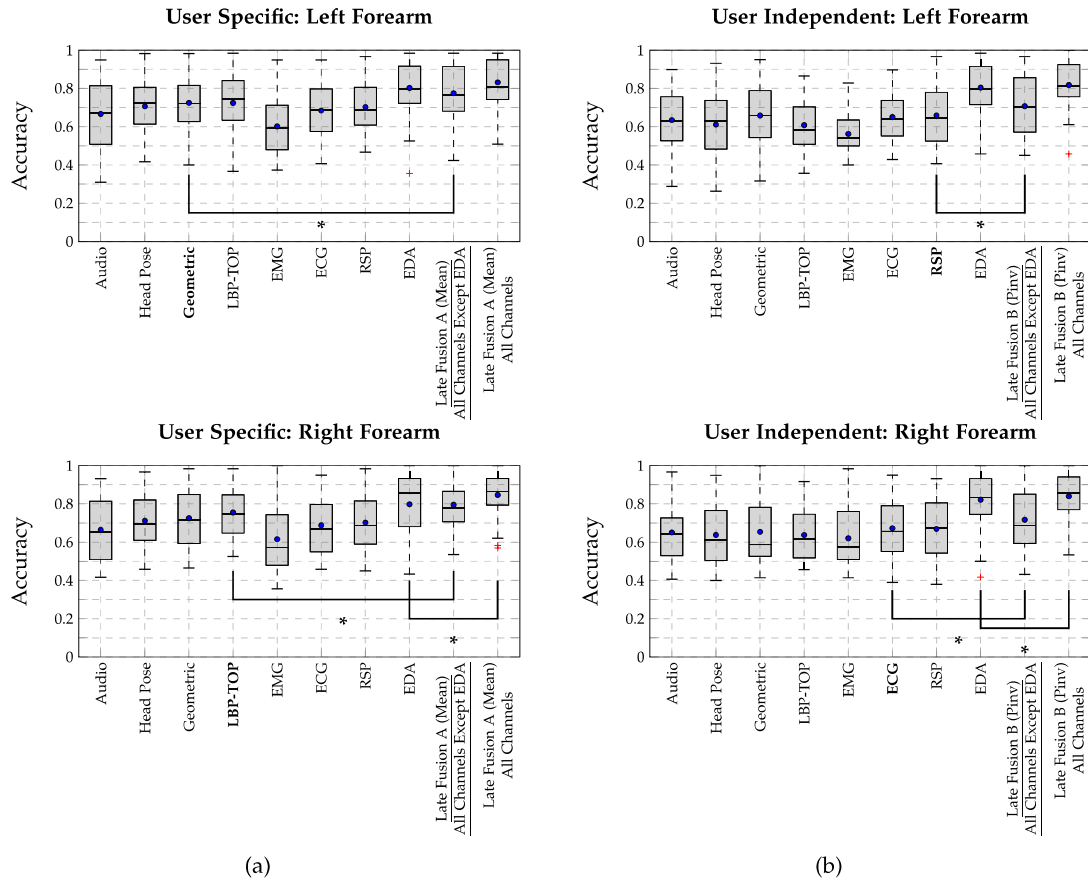 User Specific: Left Forearm
Accuracy
1
0.8
0.6
0.4
0.2
0
*
Audio
Head Pose
Geometric
LBP-TOP
EMG
ECG
RSP
EDA
Late Fusion A (Mean)
All Channels Except EDA
Late Fusion A (Mean)
All Channels
User Independent: Left Forearm
Accuracy
1
0.8
0.6
0.4
0.2
0
*
Audio
Head Pose
Geometric
LBP-TOP
EMG
ECG
RSP
EDA
Late Fusion B (Pinv)
All Channels Except EDA
Late Fusion B (Pinv)
All Channels
User Specific: Right Forearm
Accuracy
1
0.8
0.6
0.4
0.2
0
*
*
Audio
Head Pose
Geometric
LBP-TOP
EMG
ECG
RSP
EDA
Late Fusion A (Mean)
All Channels Except EDA
Late Fusion A (Mean)
All Channels
User Independent: Right Forearm
Accuracy
1
0.8
0.6
0.4
0.2
0
*
*
Audio
Head Pose
Geometric
LBP-TOP
EMG
ECG
RSP
EDA
Late Fusion B (Pinv)
All Channels Except EDA
Late Fusion B (Pinv)
All Channels
(a)
(b)